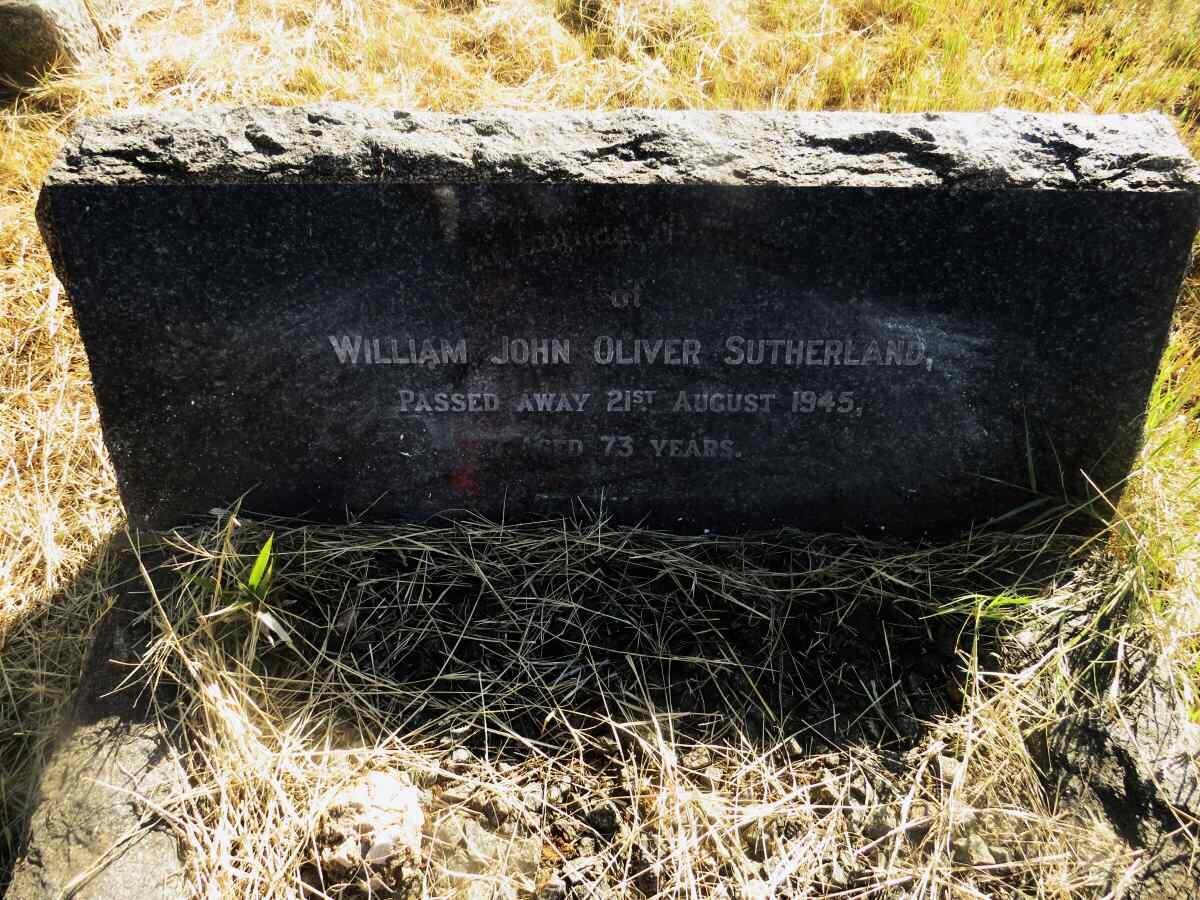 of
WILLIAM JOHN OLIVER SUTHERLAND,
PASSED AWAY 21ST AUGUST 1945,
AGED 73 YEARS.